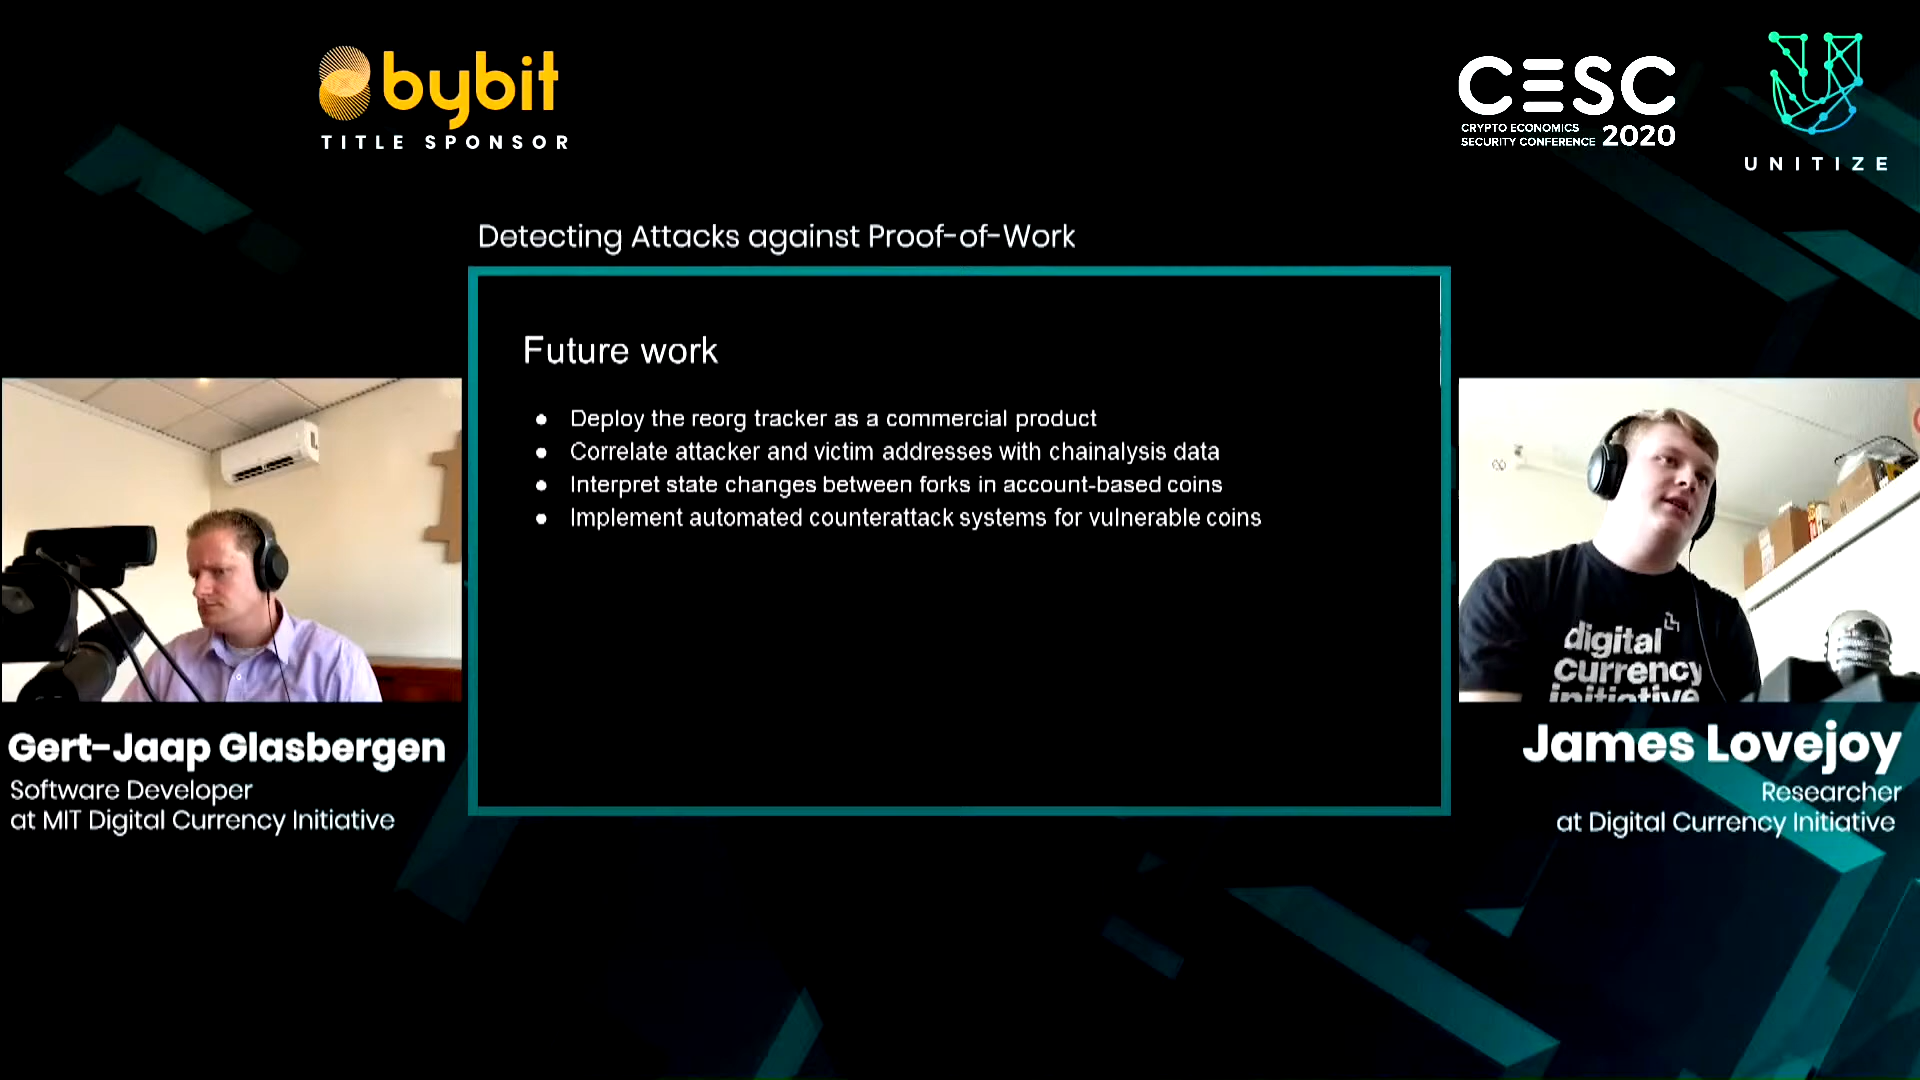 bybit
TITLE SPONSOR
CESC
CRYPTO ECONOMICS
SECURITY CONFERENCE 2020
UNITIZE
Detecting Attacks against Proof-of-Work
Future work
● Deploy the reorg tracker as a commercial product
● Correlate attacker and victim addresses with chainalysis data
● Interpret state changes between forks in account-based coins
● Implement automated counterattack systems for vulnerable coins
digital
currency
initiative
Gert-Jaap Glasbergen
Software Developer
at MIT Digital Currency Initiative
James Lovejoy
Researcher
at Digital Currency Initiative